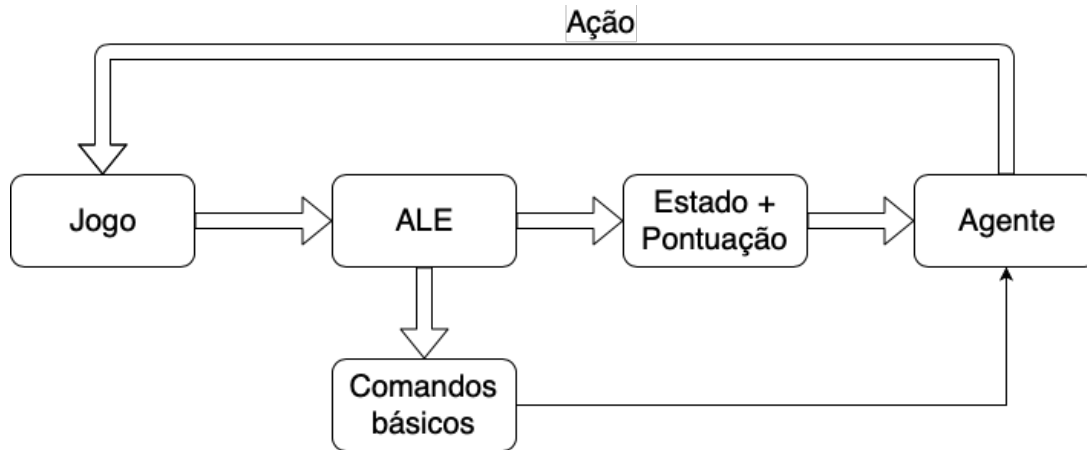 Ação
Jogo
ALE
Estado +
Pontuação
Agente
Comandos
básicos